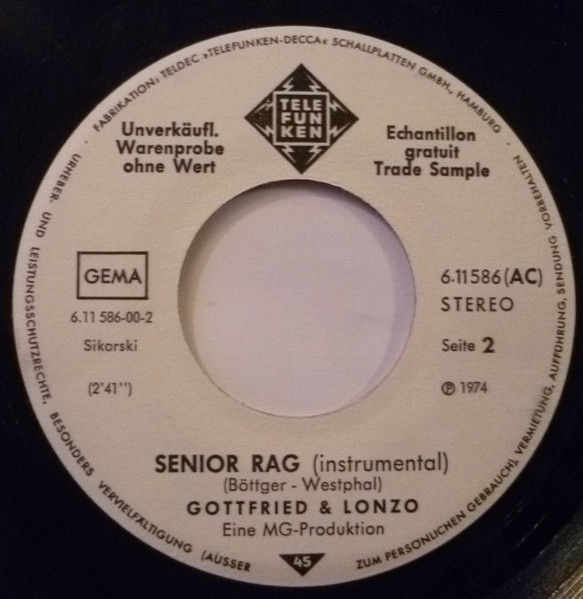 · FABRIKATION: TELDEC »TELEFUNKEN-DECCA« SCHALLPLATTEN GMBH., HAMBURG ·
URHEBER- UND LEISTUNGSSCHUTZRECHTE, BESONDERS VERVIELFÄLTIGUNG (AUSSER ZUM PERSÖNLICHEN GEBRAUCH), VERMIETUNG, AUFFÜHRUNG, SENDUNG VORBEHALTEN
TELE
FUN
KEN
Unverkäufl.
Warenprobe
ohne Wert
Echantillon
gratuit
Trade Sample
GEMA
6.11 586-00-2
Sikorski
(2'41'')
6-11586 (AC)
STEREO
Seite 2
℗ 1974
SENIOR RAG (instrumental)
(Böttger - Westphal)
GOTTFRIED & LONZO
Eine MG-Produktion
45